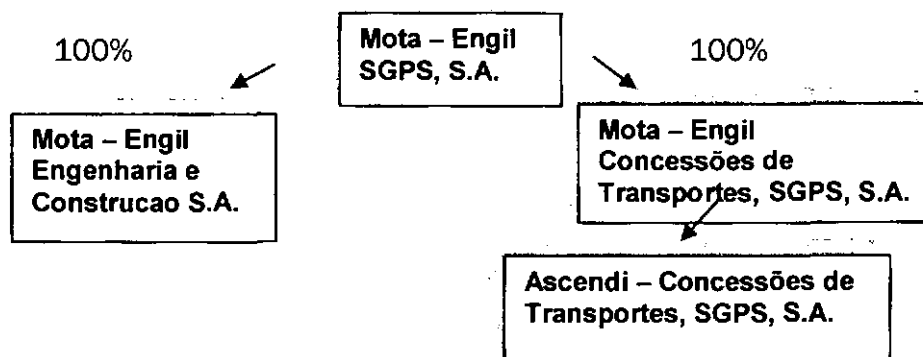 100%
Mota – Engil
SGPS, S.A.
100%
Mota – Engil
Engenharia e
Construcao S.A.
Mota – Engil
Concessões de
Transportes, SGPS, S.A.
Ascendi – Concessões de
Transportes, SGPS, S.A.